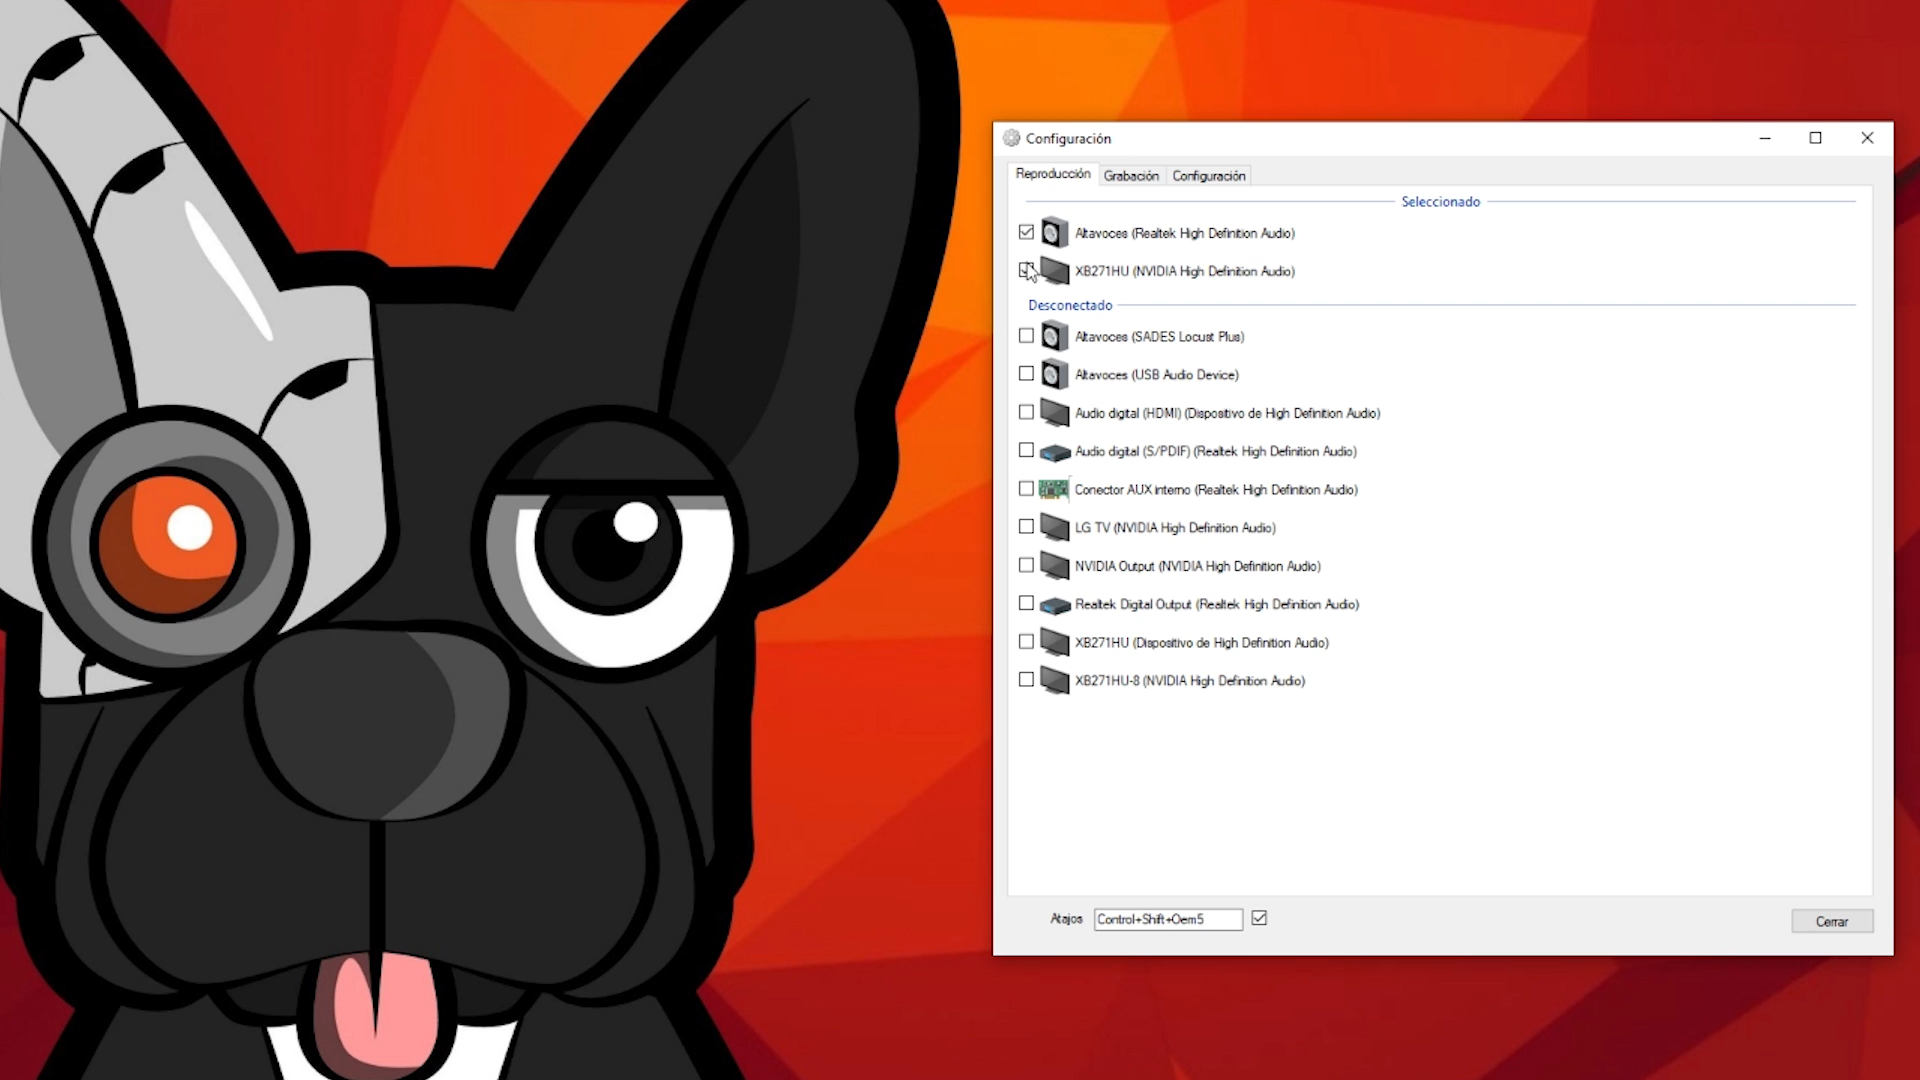 Configuración
Reproducción Grabación Configuración
Seleccionado
Altavoces (Realtek High Definition Audio)
XB271HU (NVIDIA High Definition Audio)
Desconectado
Altavoces (SADES Locust Plus)
Altavoces (USB Audio Device)
Audio digital (HDMI) (Dispositivo de High Definition Audio)
Audio digital (S/PDIF) (Realtek High Definition Audio)
Conector AUX interno (Realtek High Definition Audio)
LG TV (NVIDIA High Definition Audio)
NVIDIA Output (NVIDIA High Definition Audio)
Realtek Digital Output (Realtek High Definition Audio)
XB271HU (Dispositivo de High Definition Audio)
XB271HU-8 (NVIDIA High Definition Audio)
Atajos Control+Shift+Oem5
Cerrar